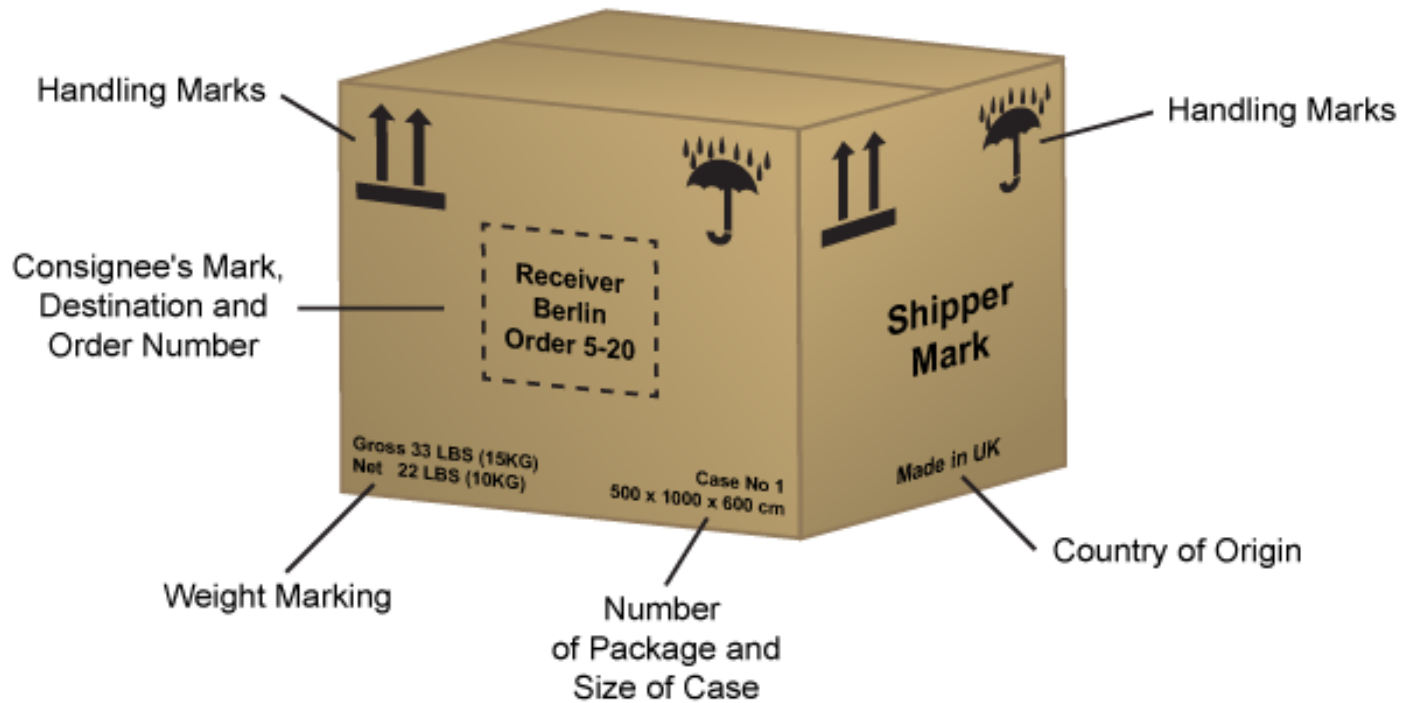 Handling Marks
Handling Marks
Consignee's Mark,
Destination and
Order Number
Receiver
Berlin
Order 5-20
Shipper
Mark
Gross 33 LBS (15KG)
Net 22 LBS (10KG)
Case No 1
500 x 1000 x 600 cm
Made in UK
Country of Origin
Weight Marking
Number
of Package and
Size of Case